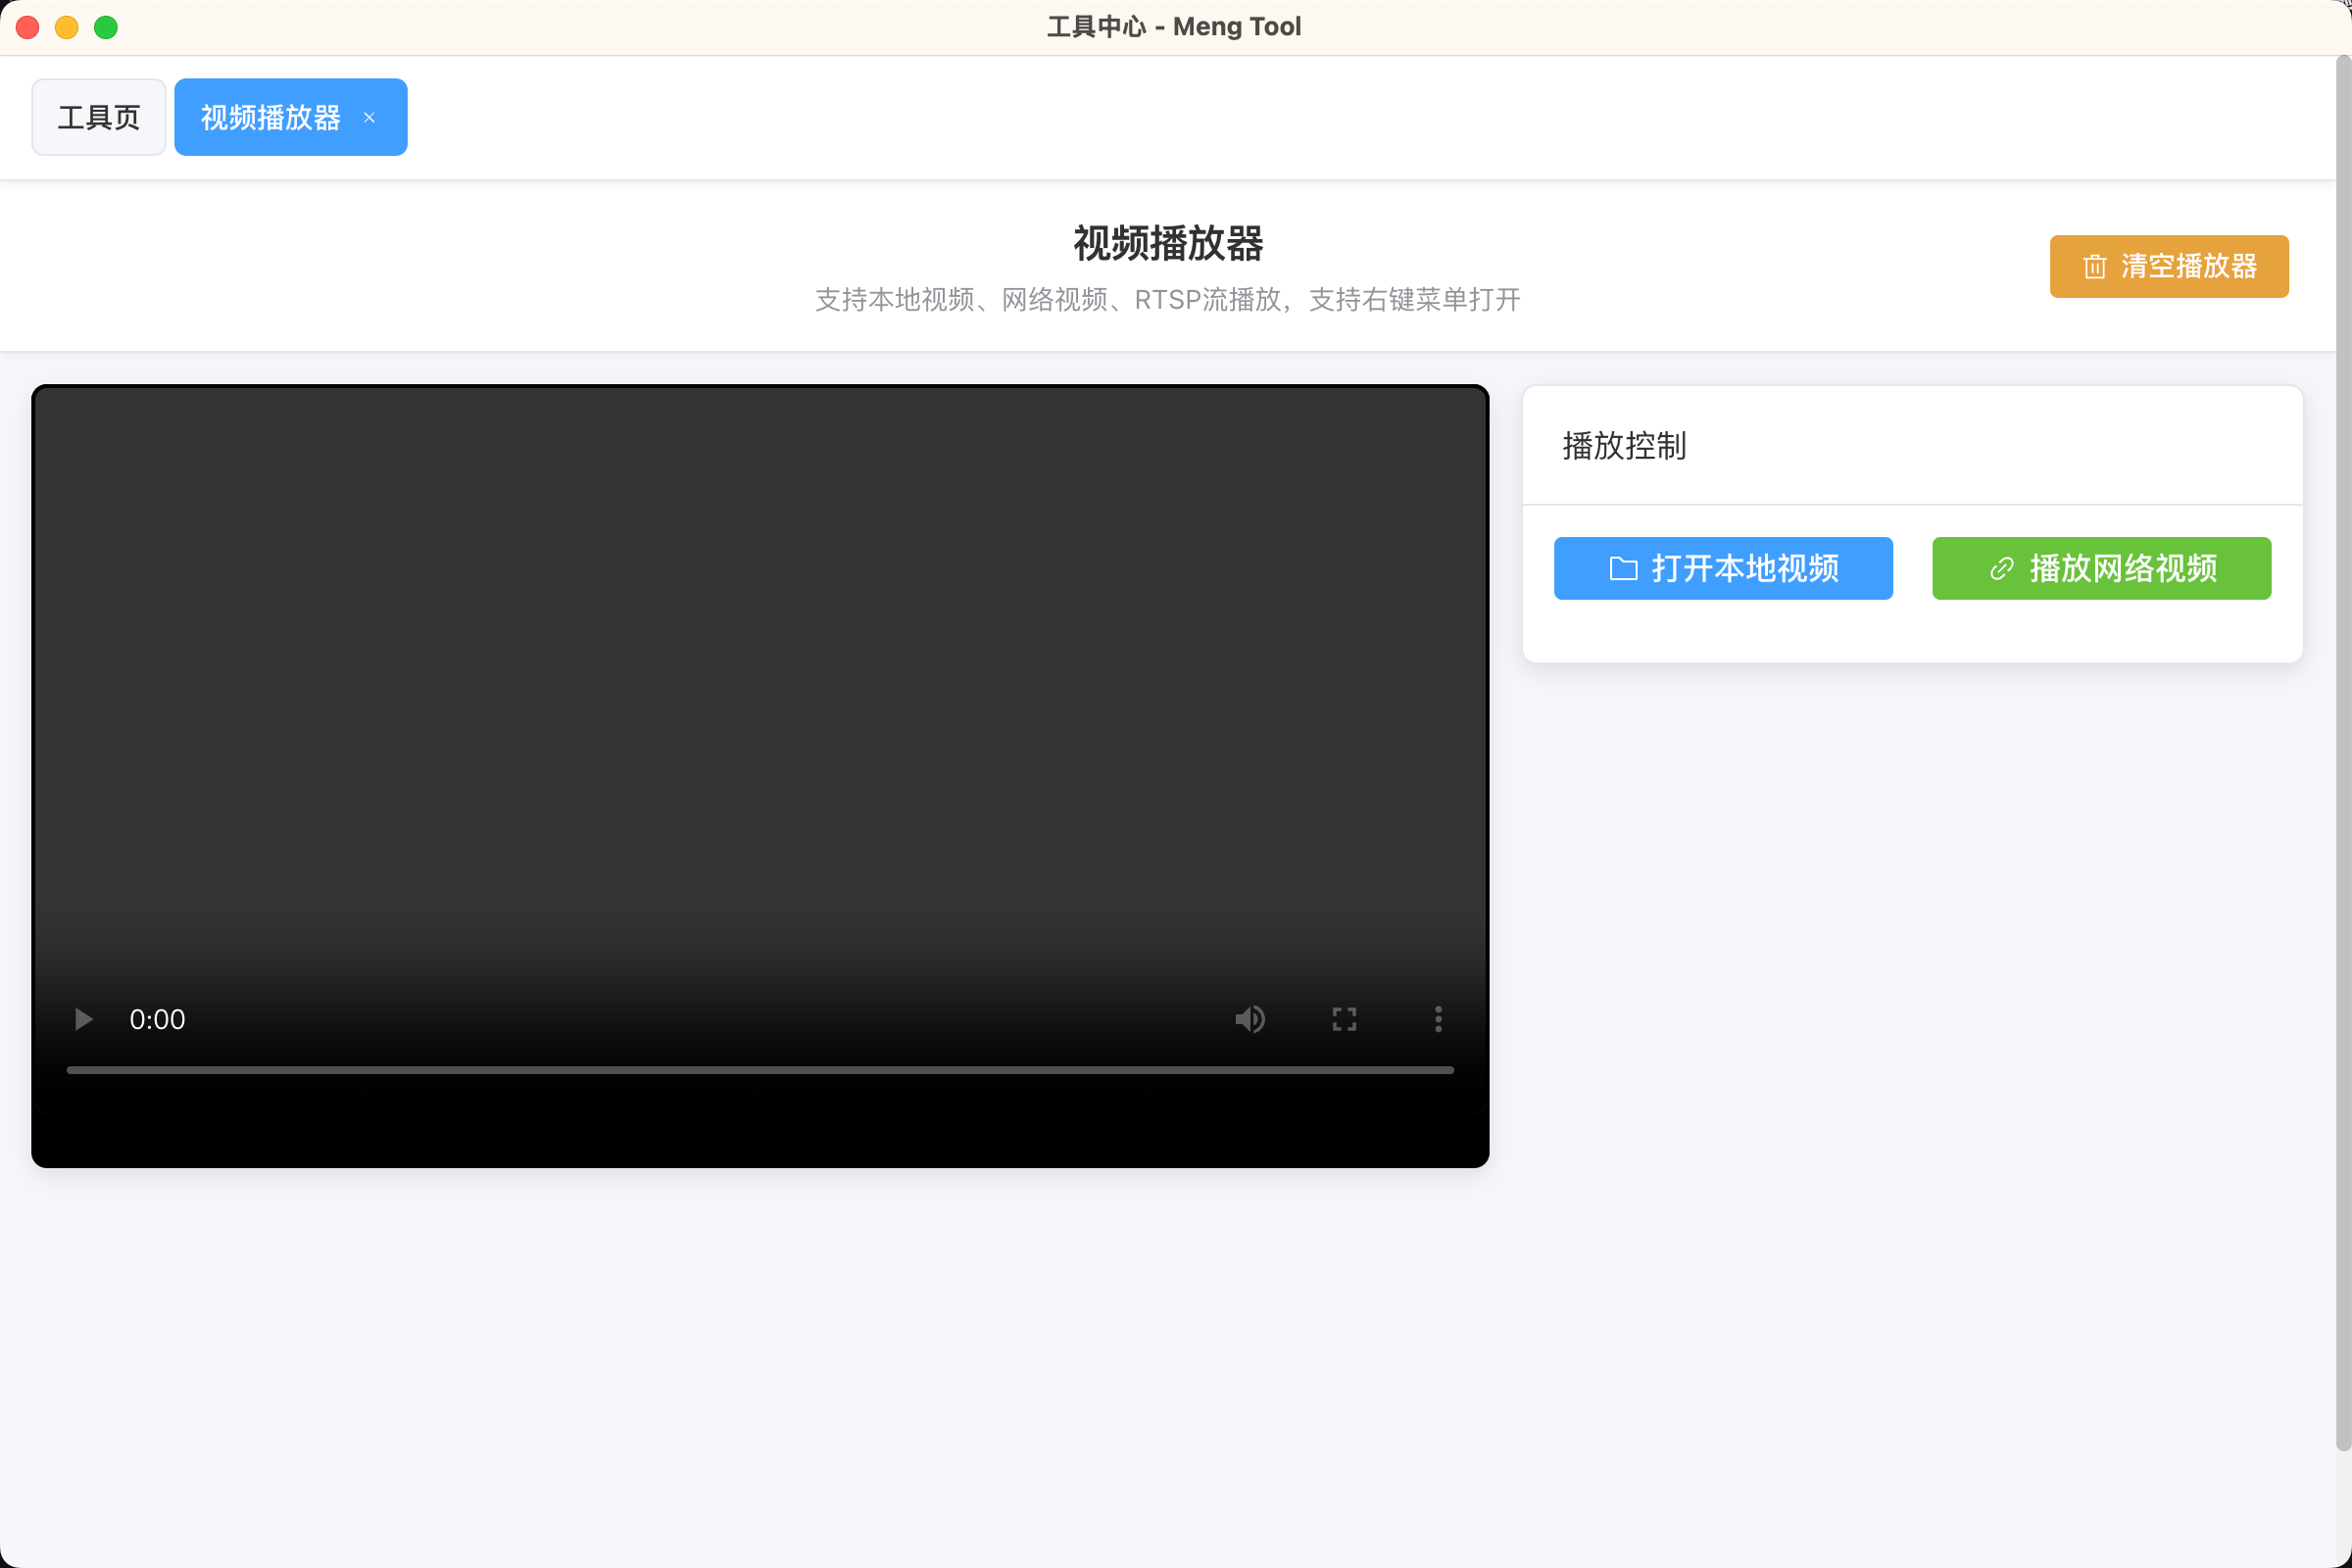 工具中心 - Meng Tool
工具页
视频播放器 ×
视频播放器
支持本地视频、网络视频、RTSP流播放，支持右键菜单打开
清空播放器
播放控制
打开本地视频
播放网络视频
0:00